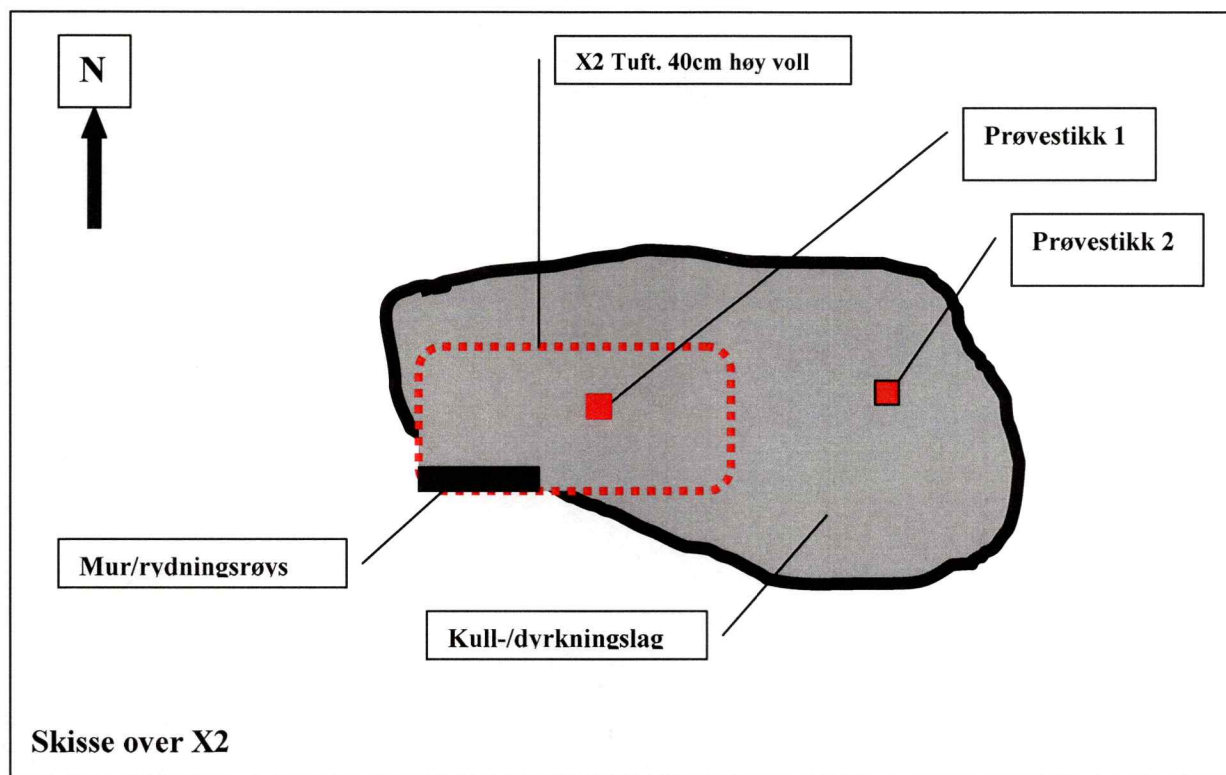 N
X2 Tuft. 40cm høy voll
Prøvestikk 1
Prøvestikk 2
Mur/rydningsrøys
Kull-/dyrkningslag
Skisse over X2